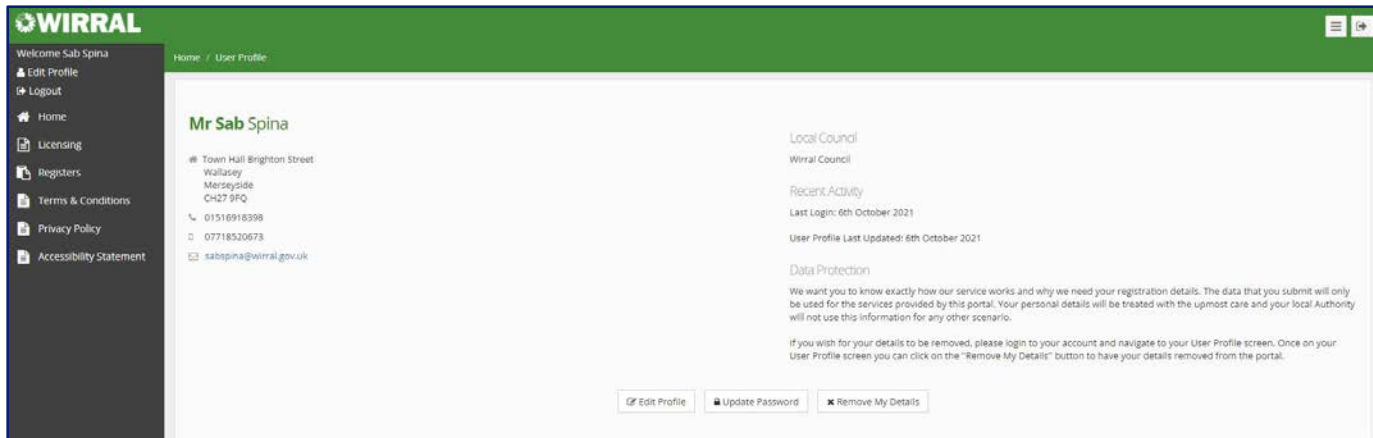 WIRRAL
Welcome Sab Spina
Edit Profile
Logout
Home
Licensing
Registers
Terms & Conditions
Privacy Policy
Accessibility Statement
Home / User Profile
Mr Sab Spina
Town Hall Brighton Street
Wallasey
Merseyside
CH27 9FQ
01516918398
07718520673
sabspina@wirral.gov.uk
Local Council
Wirral Council
Recent Activity
Last Login: 6th October 2021
User Profile Last Updated: 6th October 2021
Data Protection
We want you to know exactly how our service works and why we need your registration details. The data that you submit will only
be used for the services provided by this portal. Your personal details will be treated with the upmost care and your local Authority
will not use this information for any other scenario.
If you wish for your details to be removed, please login to your account and navigate to your User Profile screen. Once on your
User Profile screen you can click on the "Remove My Details" button to have your details removed from the portal.
Edit Profile
Update Password
Remove My Details